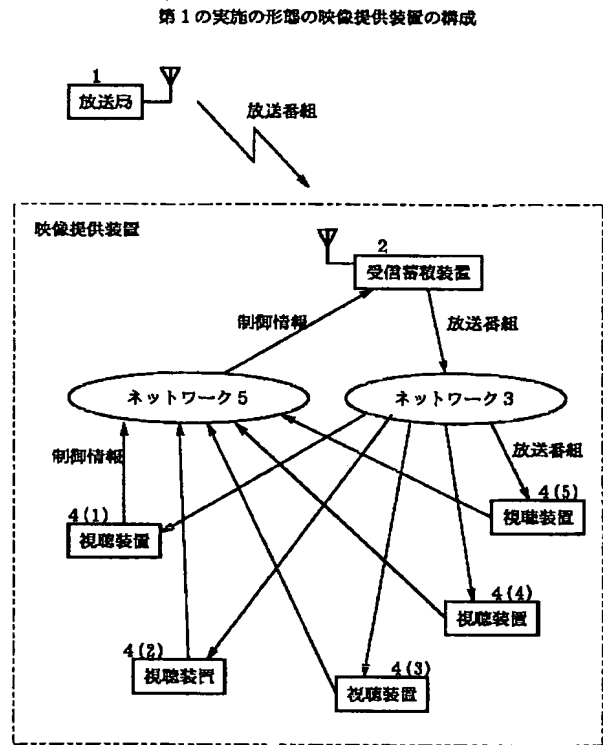 第1の実施の形態の映像提供装置の構成
1
放送局
放送番組
映像提供装置
2
受信蓄積装置
制御情報
放送番組
ネットワーク5
ネットワーク3
制御情報
放送番組
4(1)
視聴装置
4(5)
視聴装置
4(4)
視聴装置
4(2)
視聴装置
4(3)
視聴装置